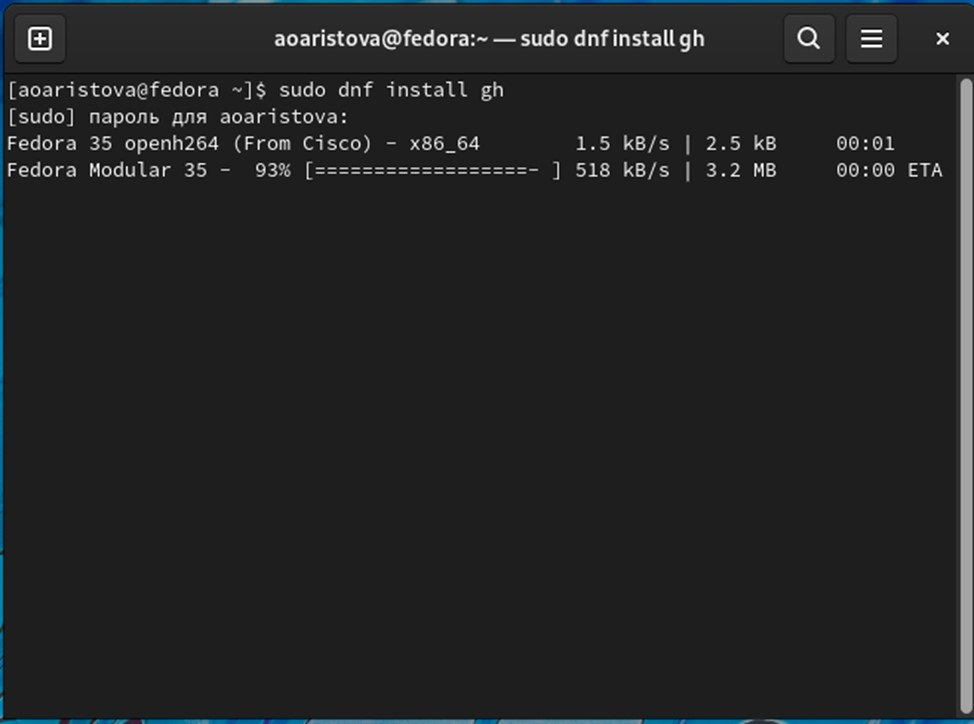 aoaristova@fedora:~ — sudo dnf install gh
[aoaristova@fedora ~]$ sudo dnf install gh
[sudo] пароль для aoaristova:
Fedora 35 openh264 (From Cisco) - x86_64        1.5 kB/s | 2.5 kB     00:01
Fedora Modular 35 -  93% [==================- ] 518 kB/s | 3.2 MB     00:00 ETA